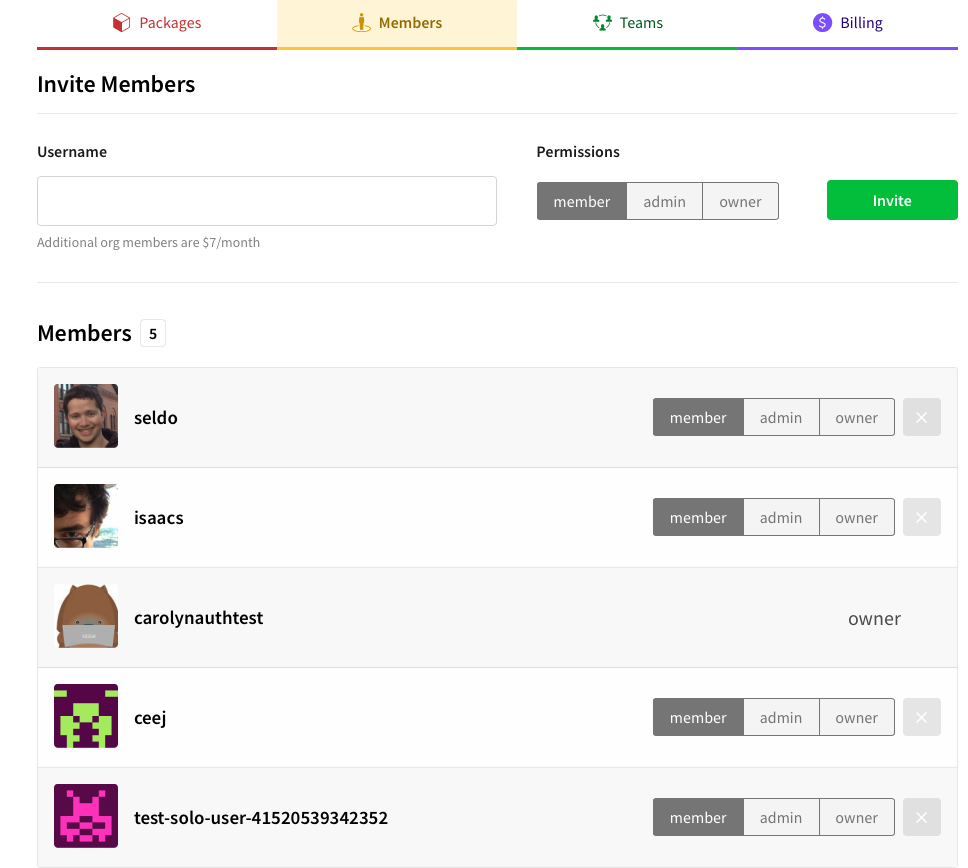 Packages Members Teams $ Billing
Invite Members
Username Permissions
member admin owner Invite
Additional org members are $7/month
Members 5
seldo member admin owner ×
isaacs member admin owner ×
carolynauthtest owner
ceej member admin owner ×
test-solo-user-41520539342352 member admin owner ×